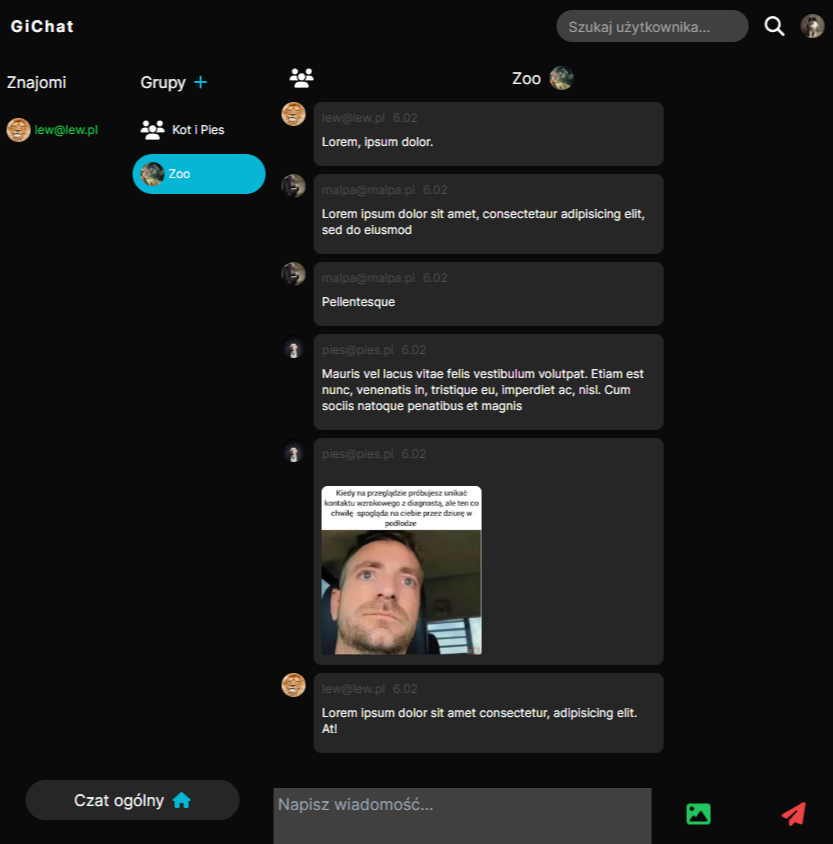 GiChat
Szukaj użytkownika...
Znajomi
Grupy +
lew@lew.pl
Kot i Pies
Zoo
Zoo
lew@lew.pl 6.02
Lorem, ipsum dolor.
malpa@malpa.pl 6.02
Lorem ipsum dolor sit amet, consectetaur adipisicing elit,
sed do eiusmod
malpa@malpa.pl 6.02
Pellentesque
pies@pies.pl 6.02
Mauris vel lacus vitae felis vestibulum volutpat. Etiam est
nunc, venenatis in, tristique eu, imperdiet ac, nisl. Cum
sociis natoque penatibus et magnis
pies@pies.pl 6.02
Kiedy na przeglądzie próbujesz unikać
kontaktu wzrokowego z diagnostą, ale ten co
chwilę spogląda na ciebie przez dziurę w
podłodze
lew@lew.pl 6.02
Lorem ipsum dolor sit amet consectetur, adipisicing elit.
At!
Czat ogólny
Napisz wiadomość...